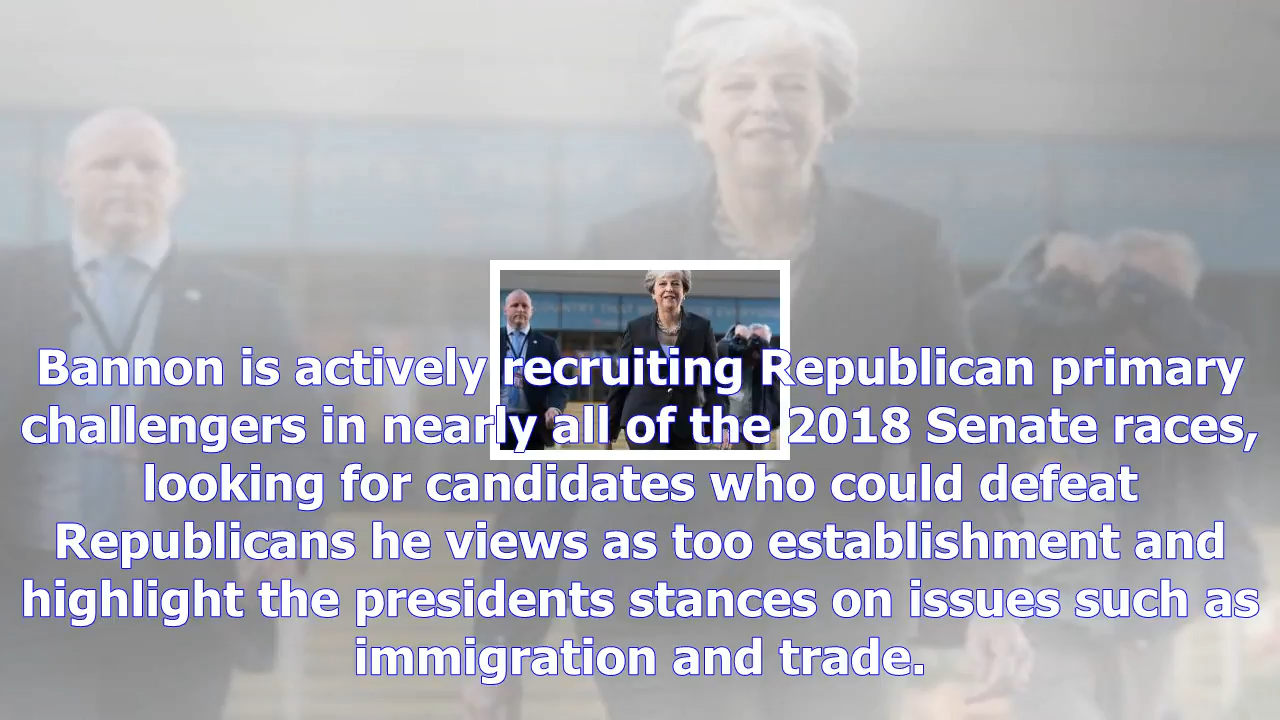 Bannon is actively recruiting Republican primary
challengers in nearly all of the 2018 Senate races,
looking for candidates who could defeat
Republicans he views as too establishment and
highlight the presidents stances on issues such as
immigration and trade.